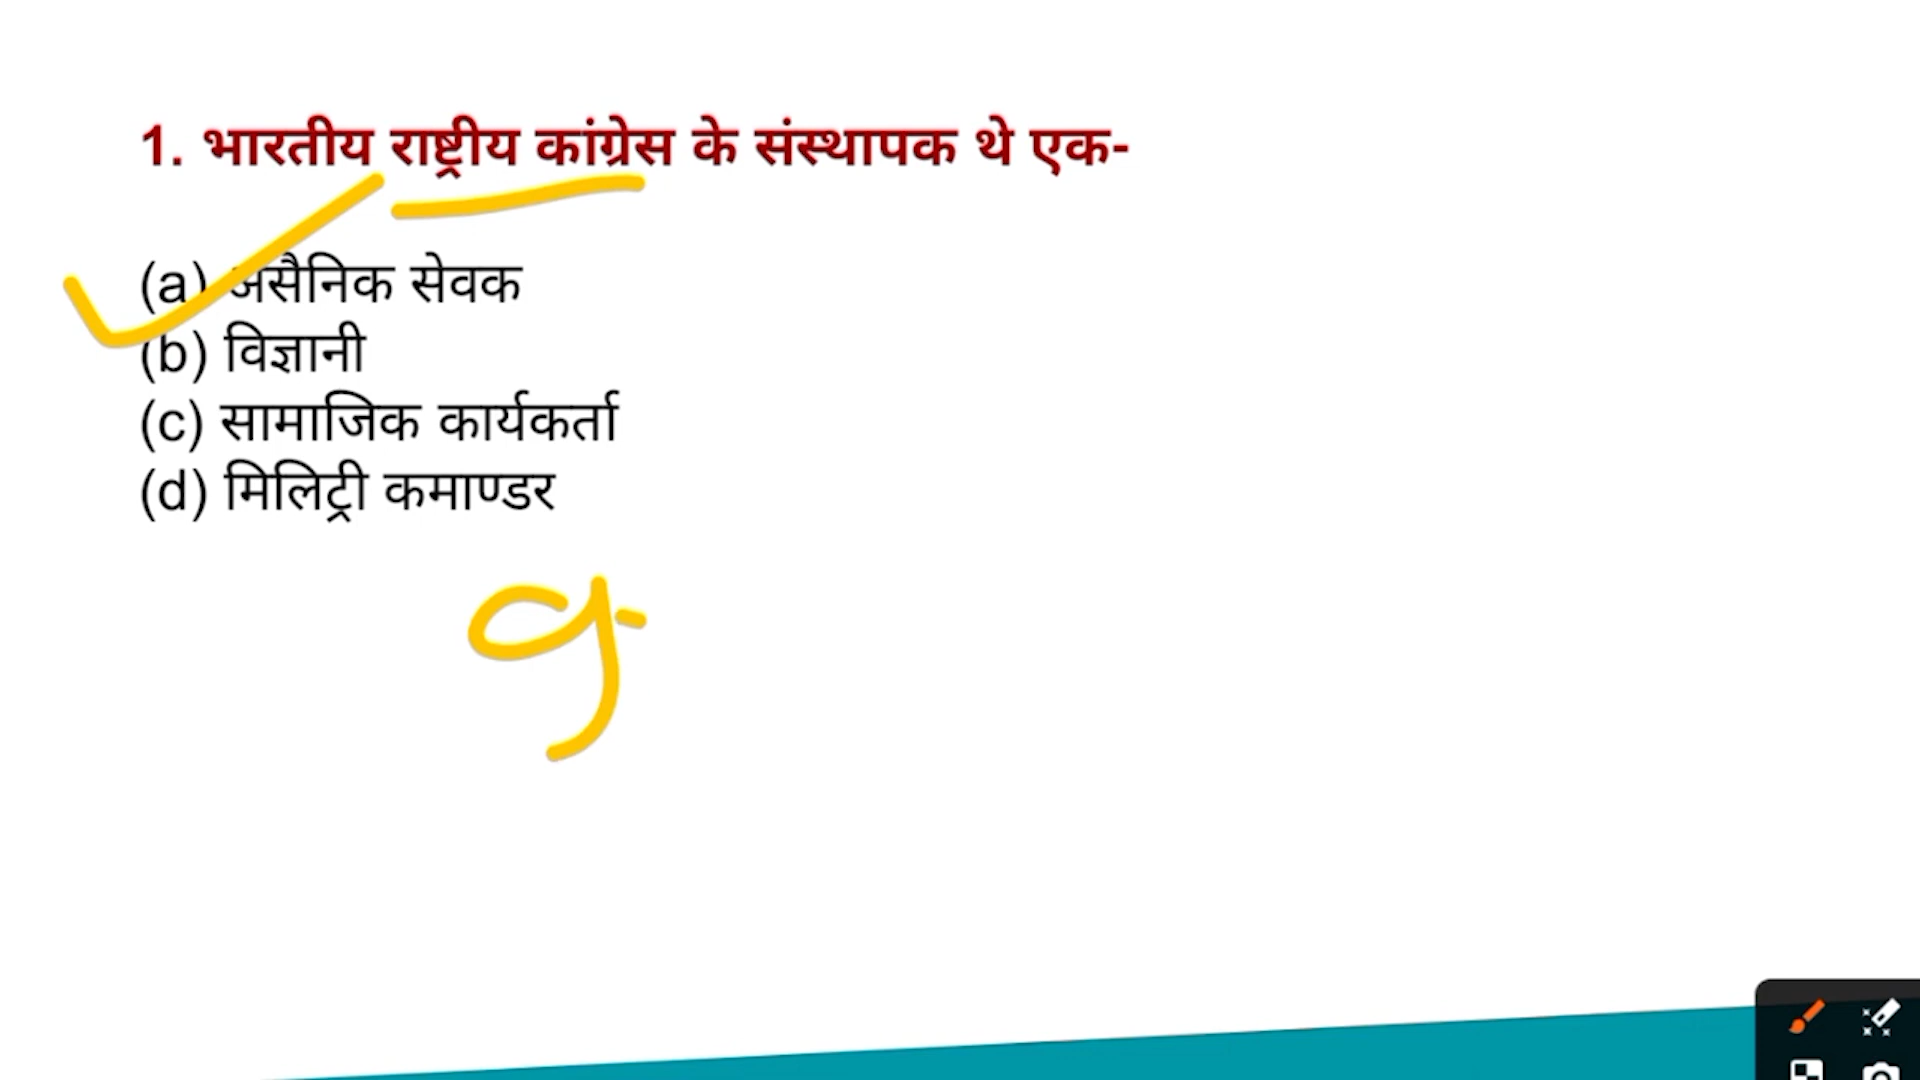 1. भारतीय राष्ट्रीय कांग्रेस के संस्थापक थे एक-
(a) असैनिक सेवक
(b) विज्ञानी
(c) सामाजिक कार्यकर्ता
(d) मिलिट्री कमाण्डर